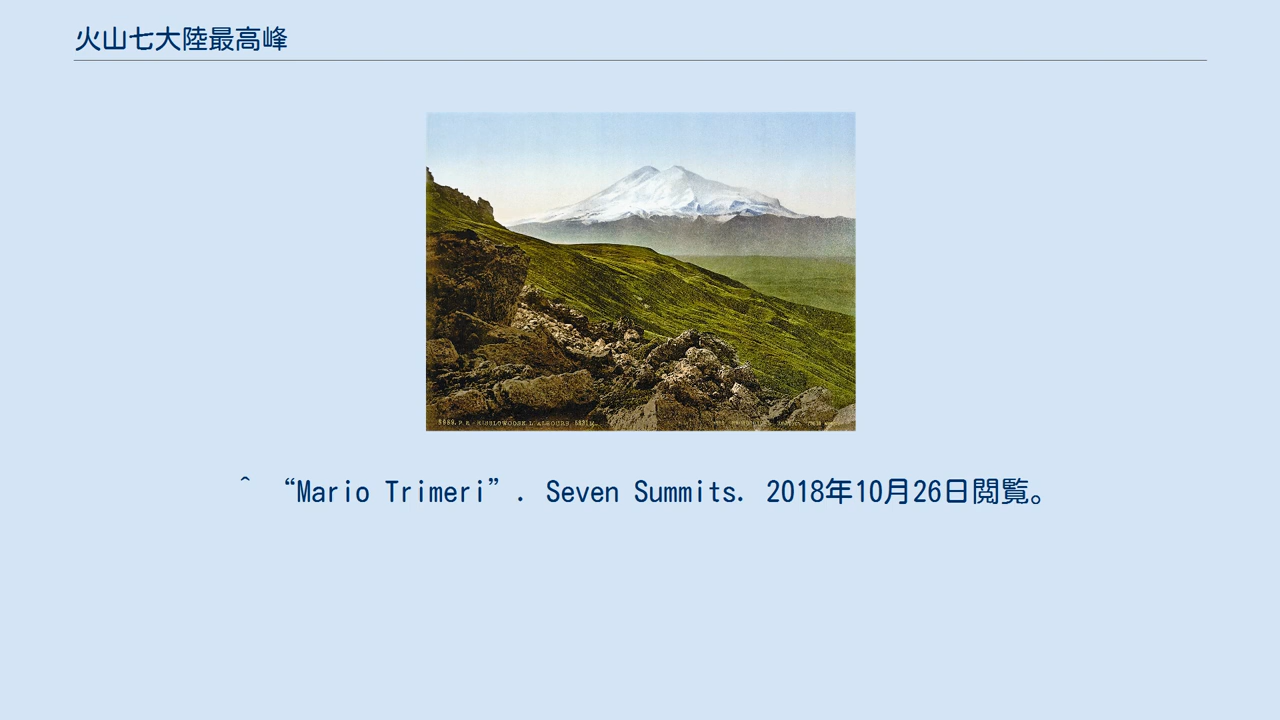 火山七大陸最高峰
^ “Mario Trimeri”. Seven Summits. 2018年10月26日閲覧。